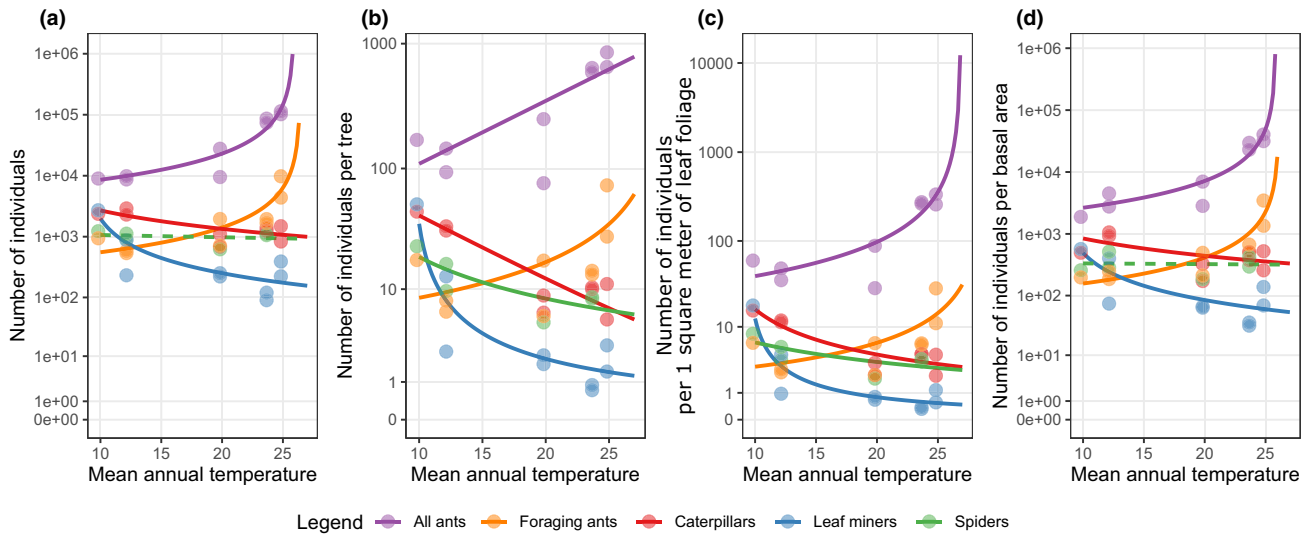 (a)
Number of individuals
1e+06
1e+05
1e+04
1e+03
1e+02
1e+01
1e+00
0e+00
10 15 20 25
Mean annual temperature
(b)
Number of individuals per tree
1000
100
10
1
0
10 15 20 25
Mean annual temperature
(c)
Number of individuals
per 1 square meter of leaf foliage
10000
1000
100
10
1
0
10 15 20 25
Mean annual temperature
(d)
Number of individuals per basal area
1e+06
1e+05
1e+04
1e+03
1e+02
1e+01
1e+00
0e+00
10 15 20 25
Mean annual temperature
Legend All ants Foraging ants Caterpillars Leaf miners Spiders